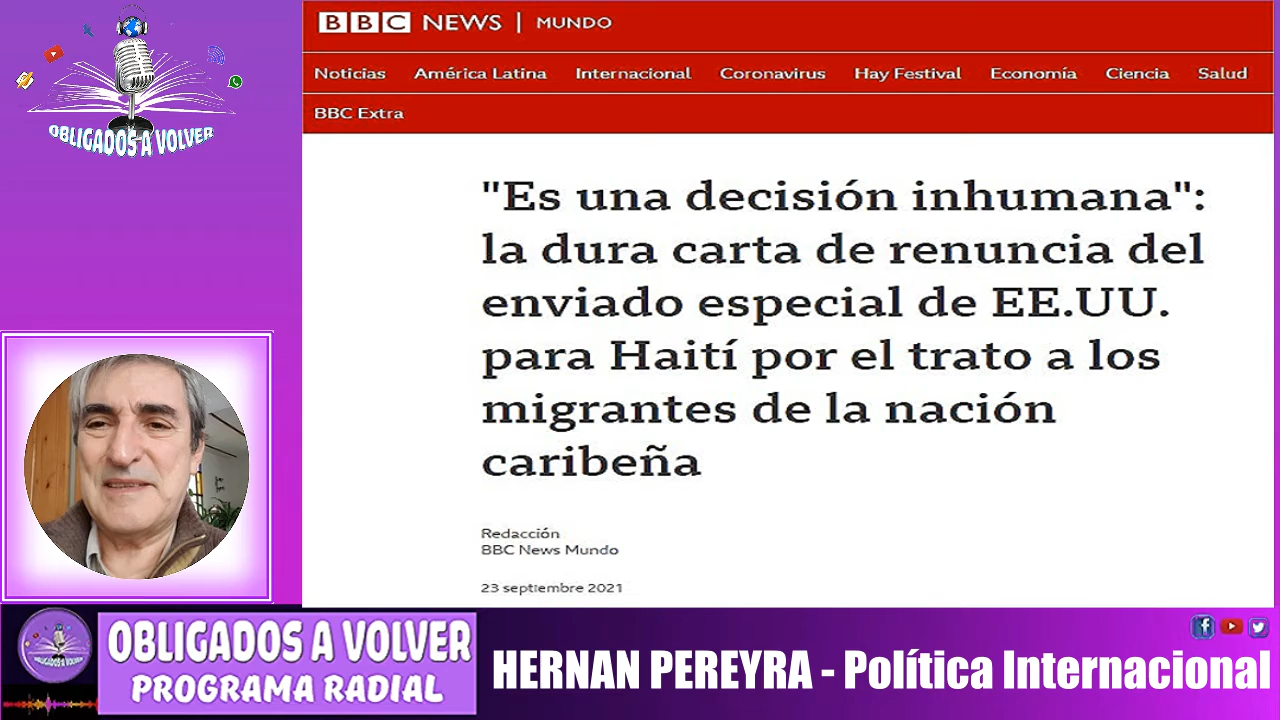 OBLIGADOS A VOLVER
BBC NEWS | MUNDO
Noticias América Latina Internacional Coronavirus Hay Festival Economía Ciencia Salud
BBC Extra
"Es una decisión inhumana":
la dura carta de renuncia del
enviado especial de EE.UU.
para Haití por el trato a los
migrantes de la nación
caribeña
Redacción
BBC News Mundo
23 septiembre 2021
OBLIGADOS A VOLVER
OBLIGADOS A VOLVER
PROGRAMA RADIAL
HERNAN PEREYRA - Política Internacional